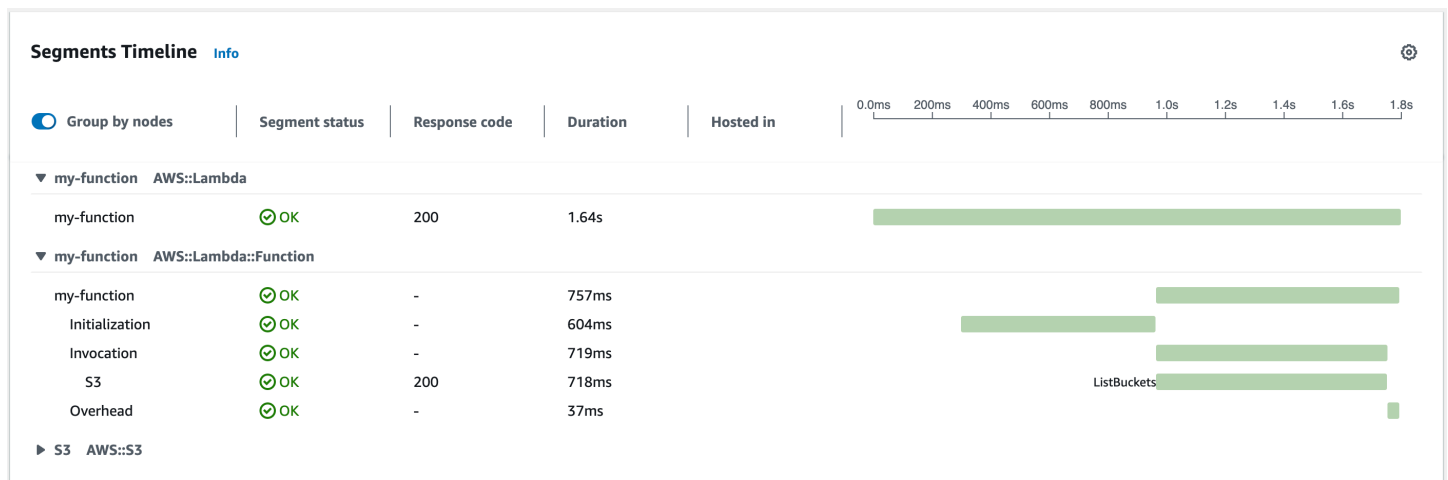 Segments Timeline Info
0.0ms 200ms 400ms 600ms 800ms 1.0s 1.2s 1.4s 1.6s 1.8s
Group by nodes Segment status Response code Duration Hosted in
my-function AWS::Lambda
my-function OK 200 1.64s
my-function AWS::Lambda::Function
my-function OK - 757ms
Initialization OK - 604ms
Invocation OK - 719ms
S3 OK 200 718ms ListBuckets
Overhead OK - 37ms
S3 AWS::S3